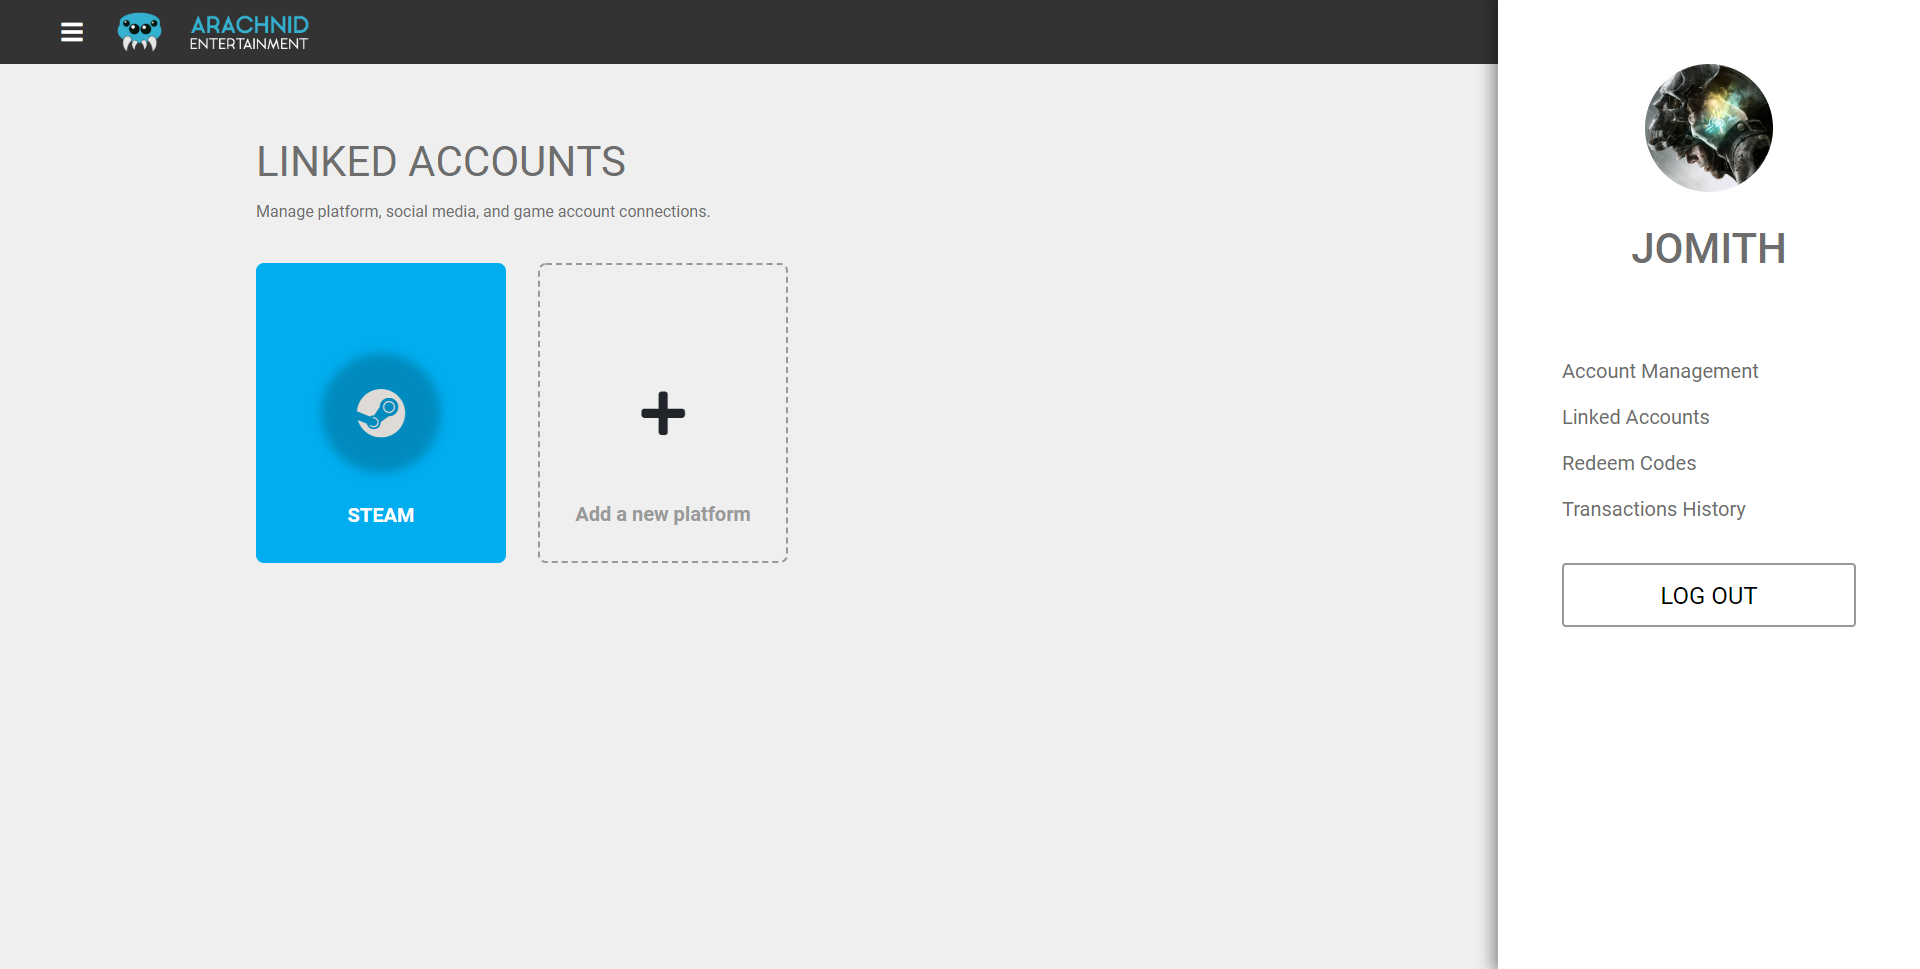 ARACHNID
ENTERTAINMENT
LINKED ACCOUNTS
Manage platform, social media, and game account connections.
STEAM
Add a new platform
JOMITH
Account Management
Linked Accounts
Redeem Codes
Transactions History
LOG OUT